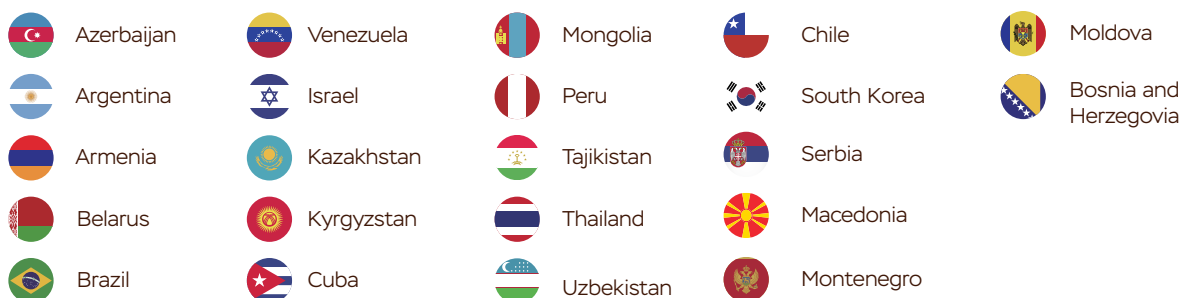 Azerbaijan
Argentina
Armenia
Belarus
Brazil
Venezuela
Israel
Kazakhstan
Kyrgyzstan
Cuba
Mongolia
Peru
Tajikistan
Thailand
Uzbekistan
Chile
South Korea
Serbia
Macedonia
Montenegro
Moldova
Bosnia and
Herzegovia